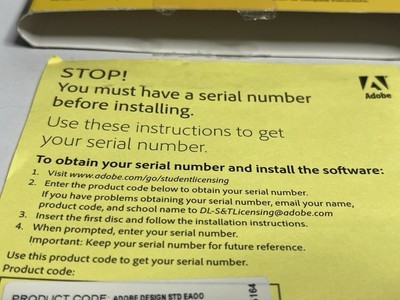 STOP!
You must have a serial number
before installing.
Adobe
Use these instructions to get
your serial number.
To obtain your serial number and install the software:
1. Visit www.adobe.com/go/studentlicensing
2. Enter the product code below to obtain your serial number.
If you have problems obtaining your serial number, email your name,
product code, and school name to DL-S&TLicensing@adobe.com
3. Insert the first disc and follow the installation instructions.
4. When prompted, enter your serial number.
Important: Keep your serial number for future reference.
Use this product code to get your serial number.
Product code:
PRODUCT CODE: ADOBE DESIGN STD EA00
164